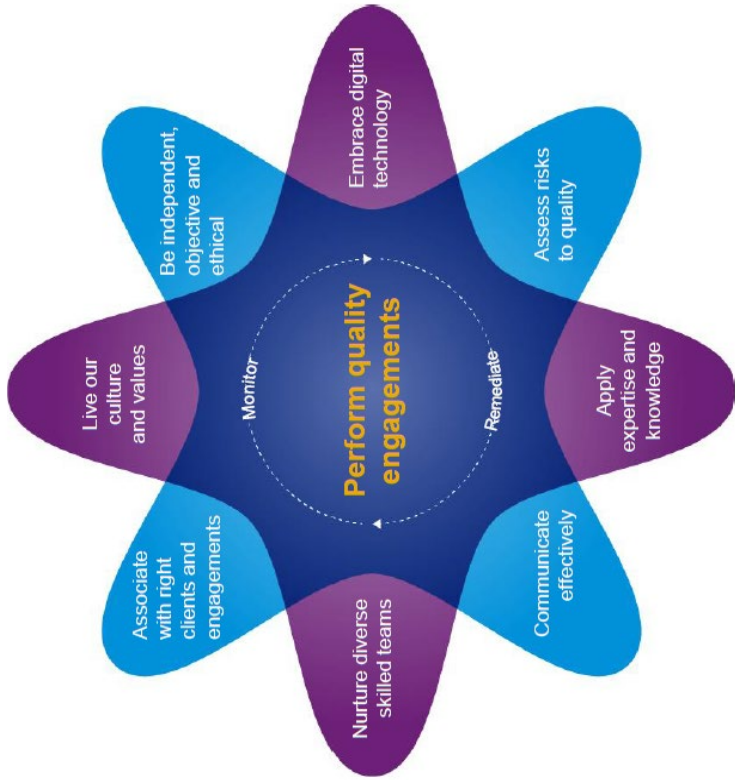 Live our
culture
and values
Associate
with right
clients and
engagements
Be independent,
objective and
ethical
Monitor
Nurture diverse
skilled teams
Perform quality
engagements
Embrace digital
technology
Remediate
Communicate
effectively
Assess risks
to quality
Apply
expertise and
knowledge